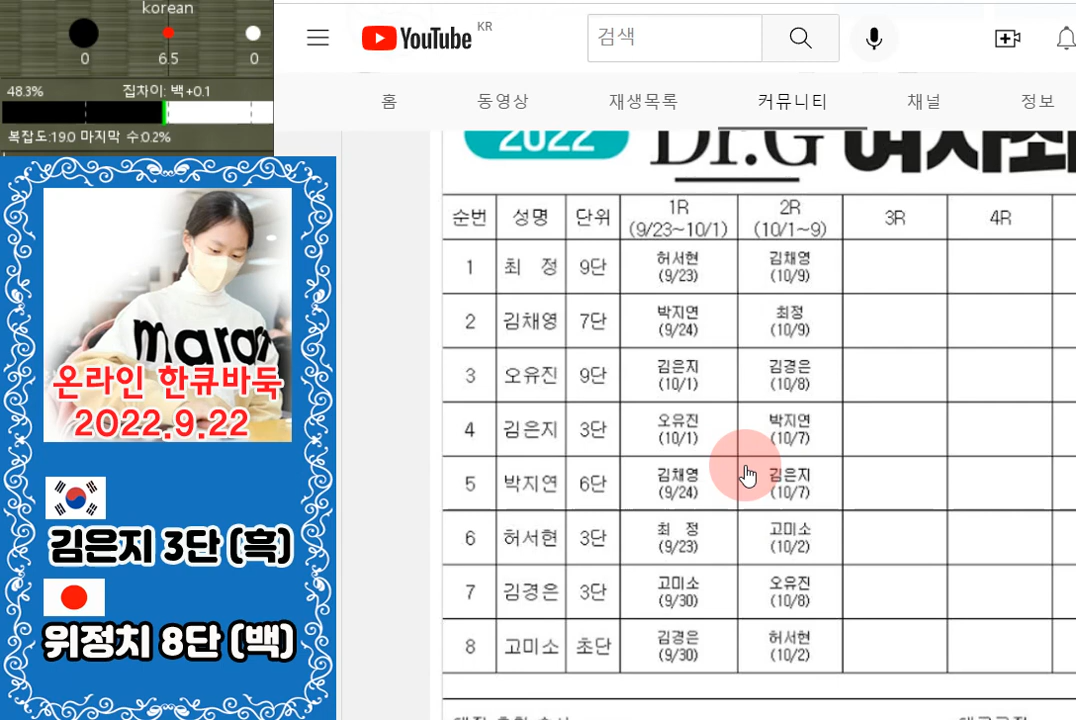 korean
0 6.5 0
48.3% 집차이: 백+0.1
복잡도:19.0 마지막 수:0.2%
maran
온라인 한큐바둑
2022.9.22
김은지 3단 (흑)
위정치 8단 (백)
YouTube KR
검색
홈 동영상 재생목록 커뮤니티 채널 정보
2022 Dr.G 여자최
순번 성명 단위 1R (9/23~10/1) 2R (10/1~9) 3R 4R
1 최 정 9단 허서현 (9/23) 김채영 (10/9)
2 김채영 7단 박지연 (9/24) 최정 (10/9)
3 오유진 9단 김은지 (10/1) 김경은 (10/8)
4 김은지 3단 오유진 (10/1) 박지연 (10/7)
5 박지연 6단 김채영 (9/24) 김은지 (10/7)
6 허서현 3단 최 정 (9/23) 고미소 (10/2)
7 김경은 3단 고미소 (9/30) 오유진 (10/8)
8 고미소 초단 김경은 (9/30) 허서현 (10/2)